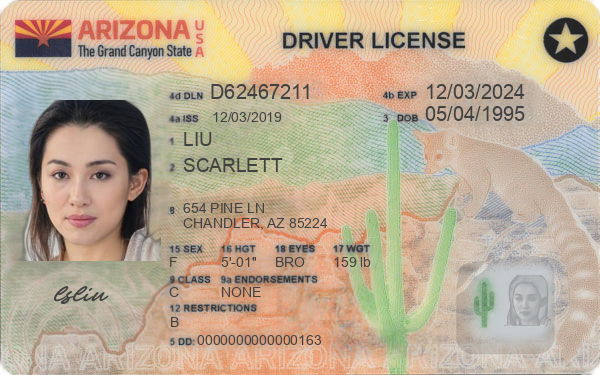 ARIZONA USA
The Grand Canyon State
DRIVER LICENSE
4d DLN D62467211
4b EXP 12/03/2024
4a ISS 12/03/2019
3 DOB 05/04/1995
1 LIU
2 SCARLETT
8 654 PINE LN
CHANDLER, AZ 85224
15 SEX 16 HGT 18 EYES 17 WGT
F 5'-01" BRO 159 lb
9 CLASS 9a ENDORSEMENTS
C NONE
12 RESTRICTIONS
B
5 DD: 0000000000000163
ARIZONA ARIZONA ARIZONA ARIZONA